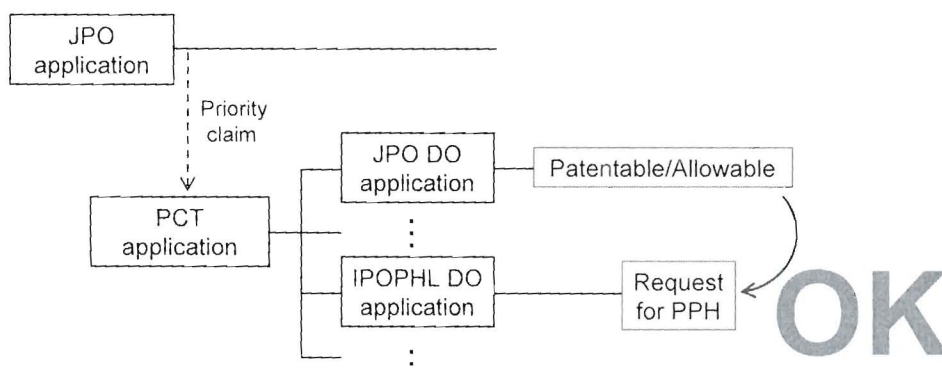 JPO
application
Priority
claim
JPO DO
application
Patentable/Allowable
PCT
application
⋮
IPOPHL DO
application
Request
for PPH
OK
⋮